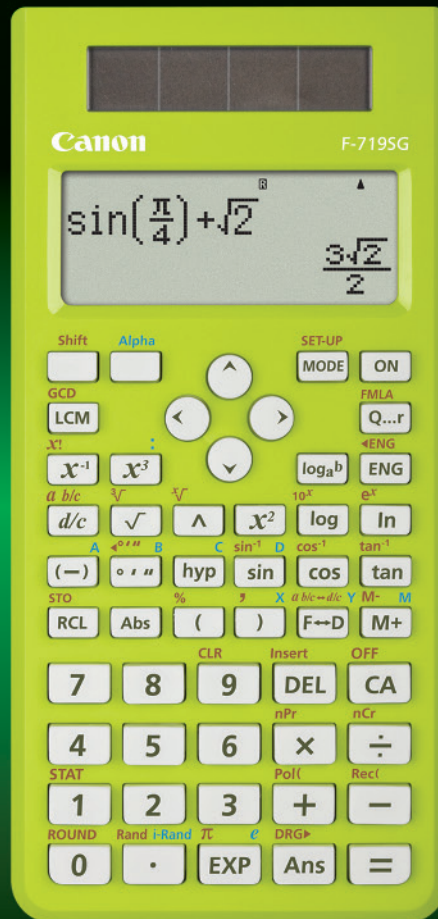 Canon F-719SG
R
sin(π/4)+√2
3√2/2
Shift Alpha SET-UP
MODE ON
GCD FMLA
LCM Q...r
x! : ◄ENG
x⁻¹ x³ logab ENG
a b/c ³√ ˣ√ 10ˣ eˣ
d/c √ ∧ x² log ln
A ◄°'" B C sin⁻¹ D cos⁻¹ tan⁻¹
(−) °'" hyp sin cos tan
STO % , X a b/c↔d/c Y M- M
RCL Abs ( ) F↔D M+
CLR Insert OFF
7 8 9 DEL CA
nPr nCr
4 5 6 × ÷
STAT Pol( Rec(
1 2 3 + −
ROUND Rand i-Rand π e DRG►
0 · EXP Ans =